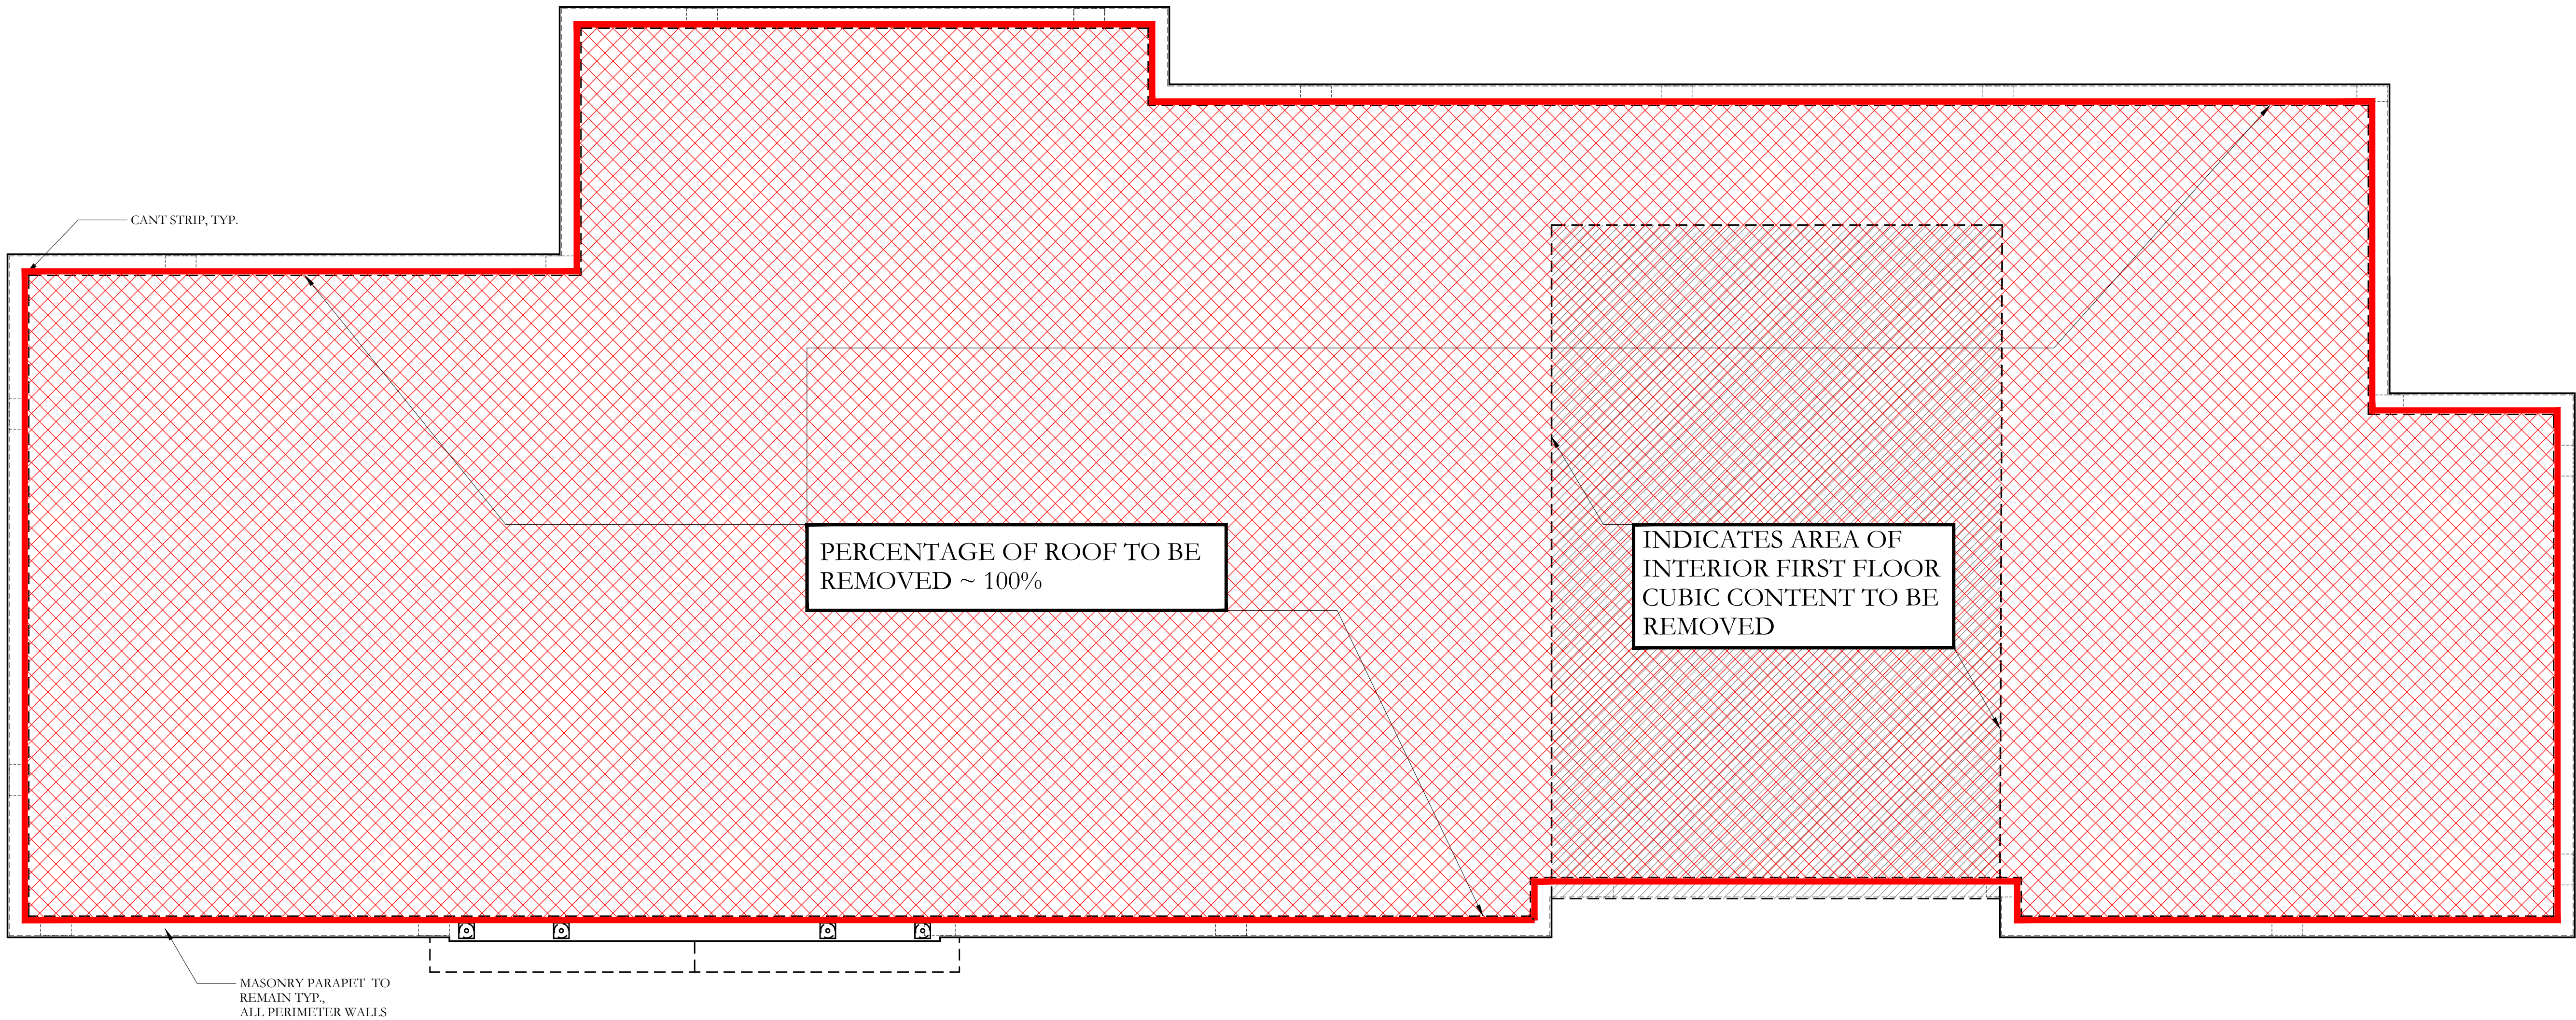 CANT STRIP, TYP.
PERCENTAGE OF ROOF TO BE
REMOVED ~ 100%
INDICATES AREA OF
INTERIOR FIRST FLOOR
CUBIC CONTENT TO BE
REMOVED
MASONRY PARAPET TO
REMAIN TYP.,
ALL PERIMETER WALLS